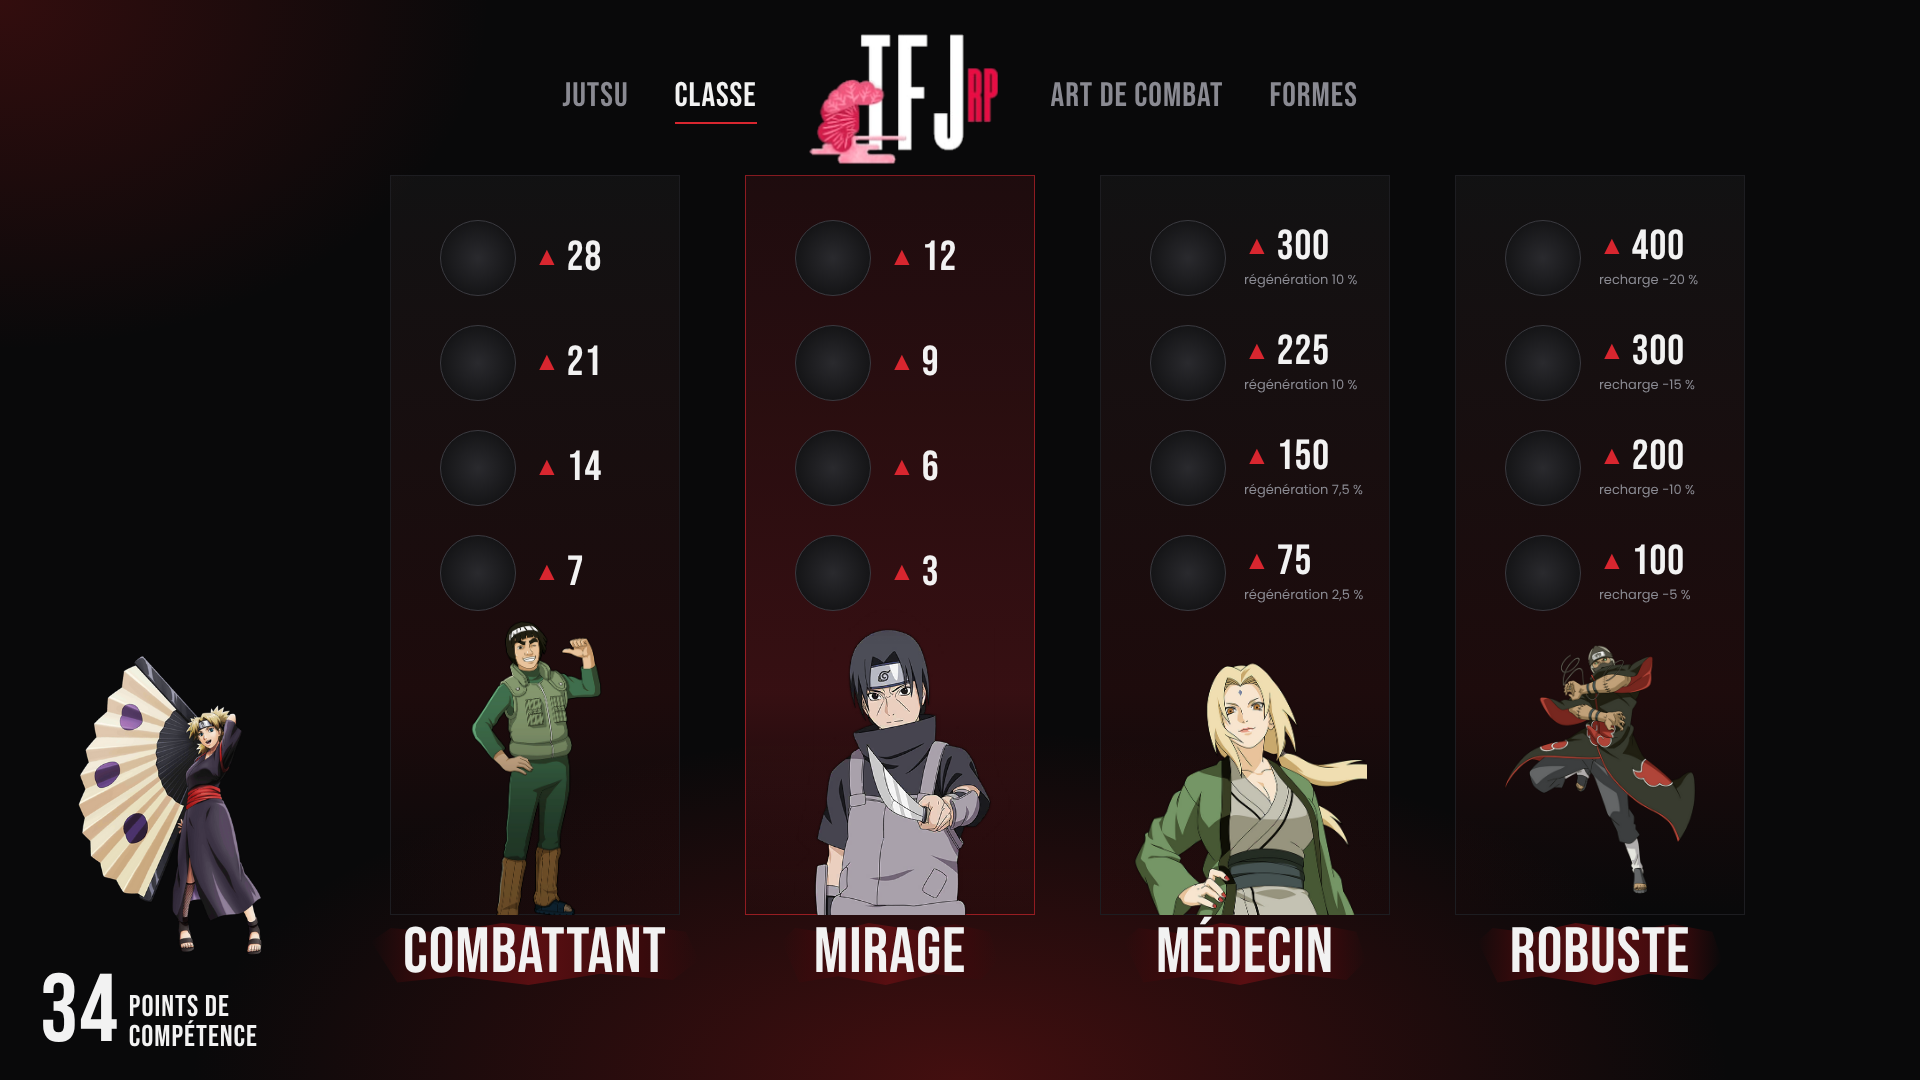 JUTSU
CLASSE
TFJ RP
ART DE COMBAT
FORMES
▲ 28
▲ 21
▲ 14
▲ 7
COMBATTANT
▲ 12
▲ 9
▲ 6
▲ 3
MIRAGE
▲ 300
régénération 10 %
▲ 225
régénération 10 %
▲ 150
régénération 7,5 %
▲ 75
régénération 2,5 %
MÉDECIN
▲ 400
recharge -20 %
▲ 300
recharge -15 %
▲ 200
recharge -10 %
▲ 100
recharge -5 %
ROBUSTE
34
POINTS DE
COMPÉTENCE